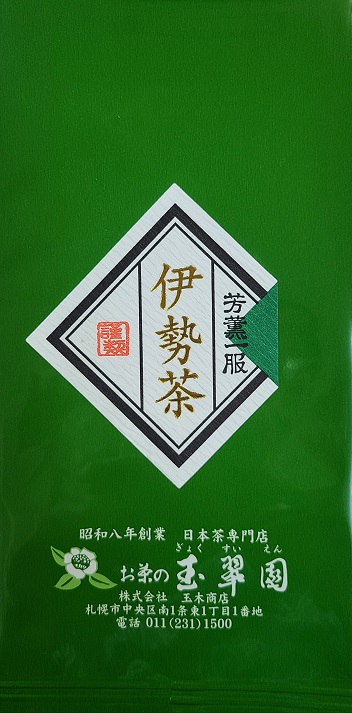 芳薫一服
伊勢茶
謹製
昭和八年創業 日本茶専門店
ぎょく すい えん
お茶の玉翠園
株式会社 玉木商店
札幌市中央区南1条東1丁目1番地
電話 011(231)1500